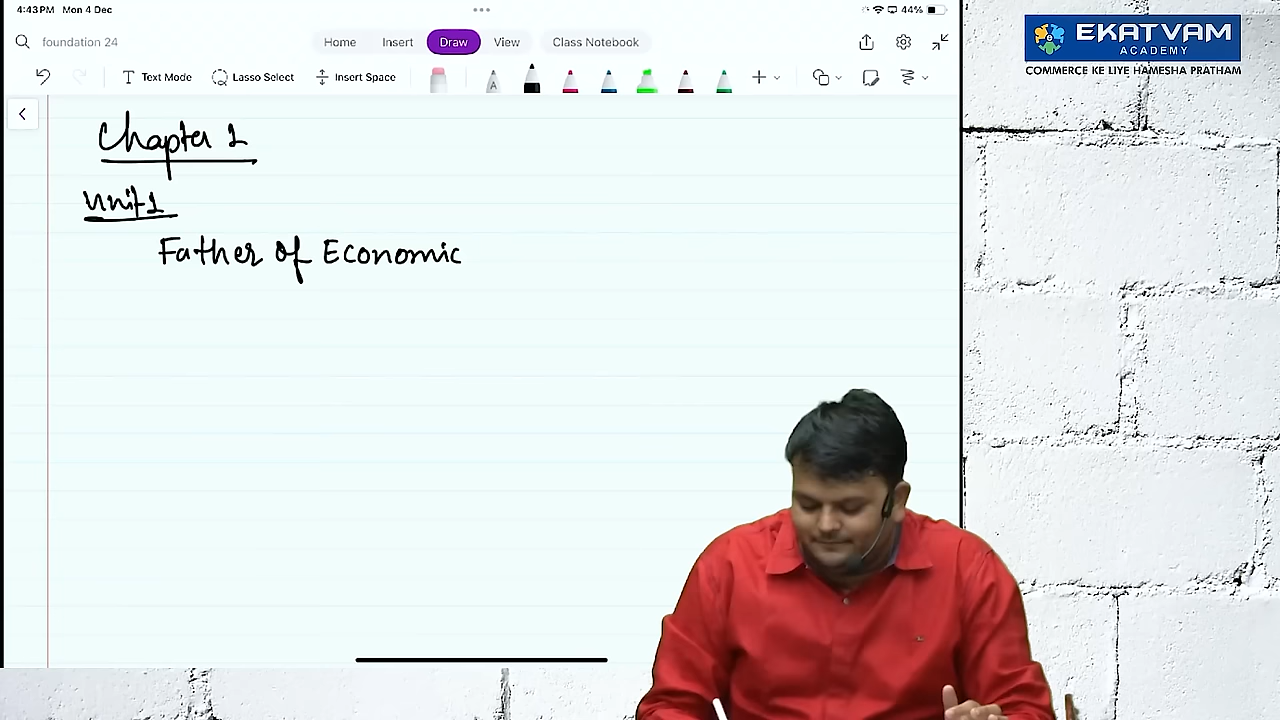 4:43 PM Mon 4 Dec
44%
foundation 24
Home Insert Draw View Class Notebook
Text Mode Lasso Select Insert Space
A
EKATVAM
ACADEMY
COMMERCE KE LIYE HAMESHA PRATHAM
Chapter 1
Unit 1
Father of Economic